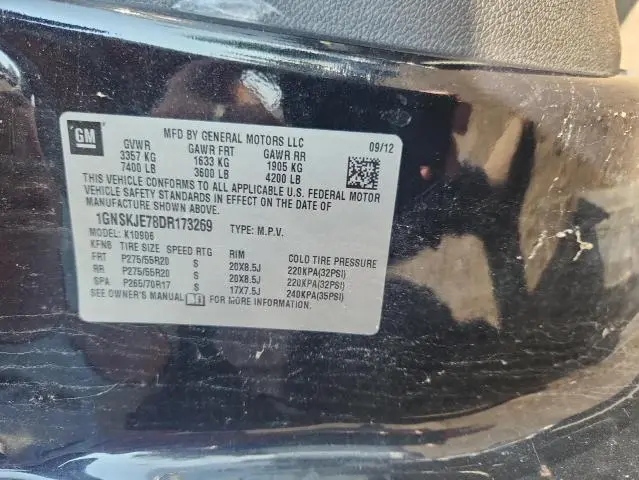 GM
MFD BY GENERAL MOTORS LLC
09/12
GVWR GAWR FRT GAWR RR
3357 KG 1633 KG 1905 KG
7400 LB 3600 LB 4200 LB
THIS VEHICLE CONFORMS TO ALL APPLICABLE U.S. FEDERAL MOTOR
VEHICLE SAFETY STANDARDS IN EFFECT ON THE DATE OF
MANUFACTURE SHOWN ABOVE.
1GNSKJE78DR173269 TYPE: M.P.V.
MODEL: K10906
KFNB TIRE SIZE SPEED RTG RIM COLD TIRE PRESSURE
FRT P275/55R20 S 20X8.5J 220KPA(32PSI)
RR P275/55R20 S 20X8.5J 220KPA(32PSI)
SPA P265/70R17 S 17X7.5J 240KPA(35PSI)
SEE OWNER'S MANUAL FOR MORE INFORMATION.